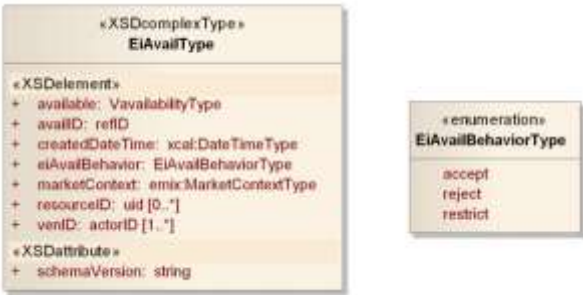 «XSDcomplexType»
EiAvailType
«XSDelement»
+ available: VavailabilityType
+ availID: refID
+ createdDateTime: xcal:DateTimeType
+ eiAvailBehavior: EiAvailBehaviorType
+ marketContext: emix:MarketContextType
+ resourceID: uid [0..*]
+ venID: actorID [1..*]
«XSDattribute»
+ schemaVersion: string
«enumeration»
EiAvailBehaviorType
accept
reject
restrict